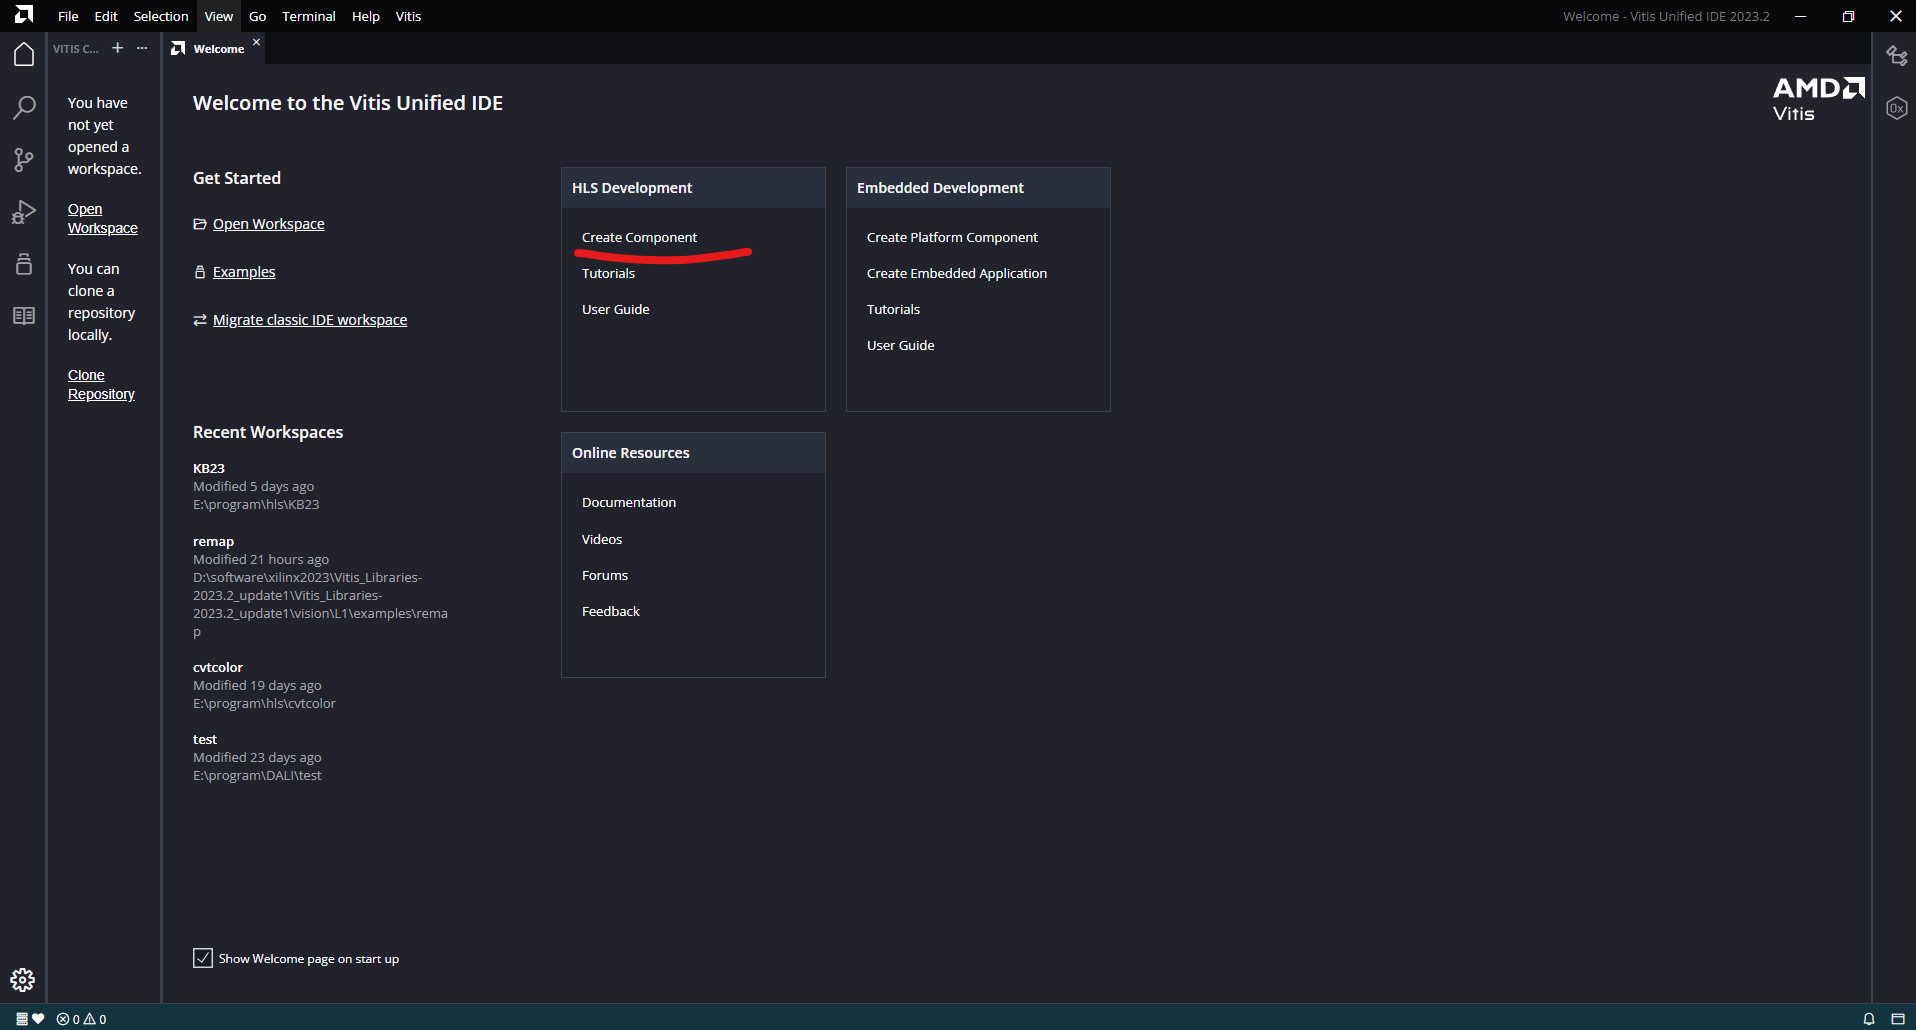 File Edit Selection View Go Terminal Help Vitis
Welcome - Vitis Unified IDE 2023.2
VITIS C...
Welcome
You have
not yet
opened a
workspace.
Open
Workspace
You can
clone a
repository
locally.
Clone
Repository
Welcome to the Vitis Unified IDE
AMD
Vitis
0x
Get Started
Open Workspace
Examples
Migrate classic IDE workspace
HLS Development
Create Component
Tutorials
User Guide
Embedded Development
Create Platform Component
Create Embedded Application
Tutorials
User Guide
Recent Workspaces
KB23
Modified 5 days ago
E:\program\hls\KB23
remap
Modified 21 hours ago
D:\software\xilinx2023\Vitis_Libraries-
2023.2_update1\Vitis_Libraries-
2023.2_update1\vision\L1\examples\rema
p
cvtcolor
Modified 19 days ago
E:\program\hls\cvtcolor
test
Modified 23 days ago
E:\program\DALI\test
Online Resources
Documentation
Videos
Forums
Feedback
Show Welcome page on start up
0 0